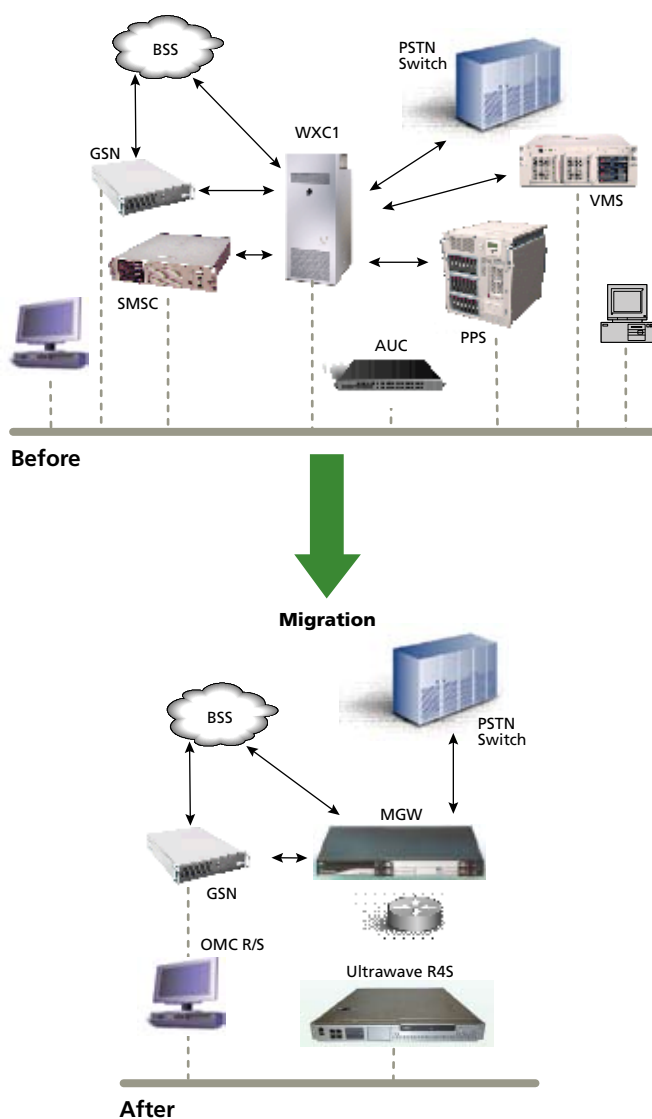 BSS
PSTN
Switch
WXC1
GSN
VMS
SMSC
PPS
AUC
Before
Migration
BSS
PSTN
Switch
MGW
GSN
OMC R/S
Ultrawave R4S
After